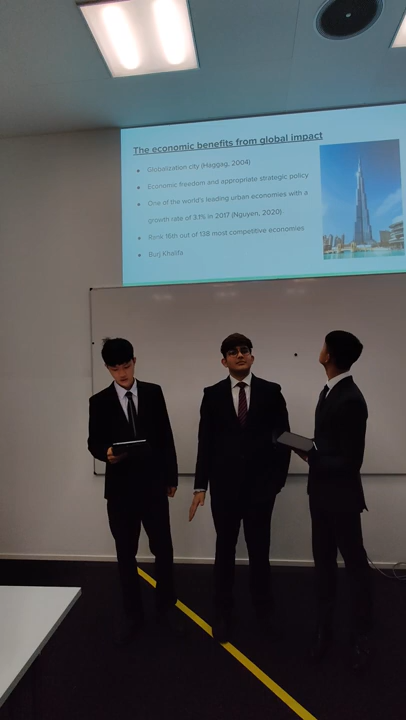 The economic benefits from global impact
● Globalization city (Haggag, 2004)
● Economic freedom and appropriate strategic policy
● One of the world's leading urban economies with a
growth rate of 3.1% in 2017 (Nguyen, 2020)
● Rank 16th out of 138 most competitive economies
● Burj Khalifa